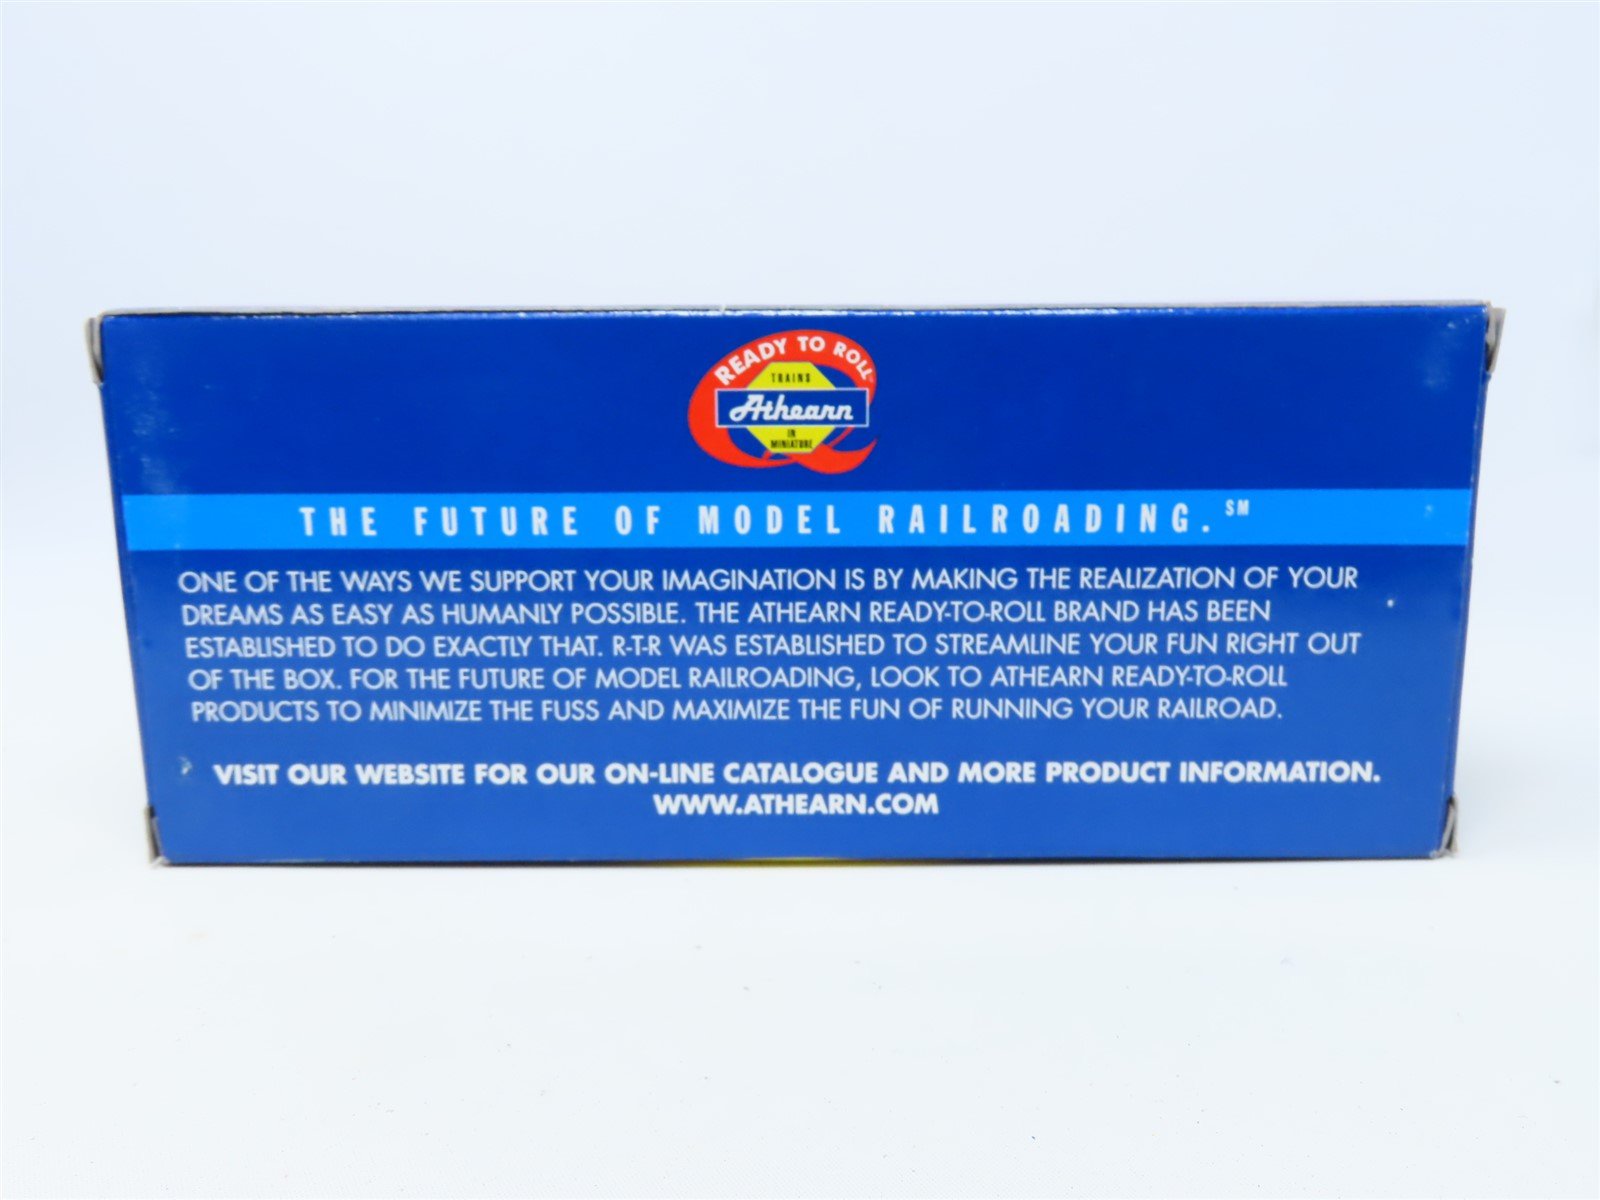 READY TO ROLL™
TRAINS
Athearn
IN
MINIATURE
THE FUTURE OF MODEL RAILROADING.℠
ONE OF THE WAYS WE SUPPORT YOUR IMAGINATION IS BY MAKING THE REALIZATION OF YOUR
DREAMS AS EASY AS HUMANLY POSSIBLE. THE ATHEARN READY-TO-ROLL BRAND HAS BEEN
ESTABLISHED TO DO EXACTLY THAT. R-T-R WAS ESTABLISHED TO STREAMLINE YOUR FUN RIGHT OUT
OF THE BOX. FOR THE FUTURE OF MODEL RAILROADING, LOOK TO ATHEARN READY-TO-ROLL
PRODUCTS TO MINIMIZE THE FUSS AND MAXIMIZE THE FUN OF RUNNING YOUR RAILROAD.
VISIT OUR WEBSITE FOR OUR ON-LINE CATALOGUE AND MORE PRODUCT INFORMATION.
WWW.ATHEARN.COM